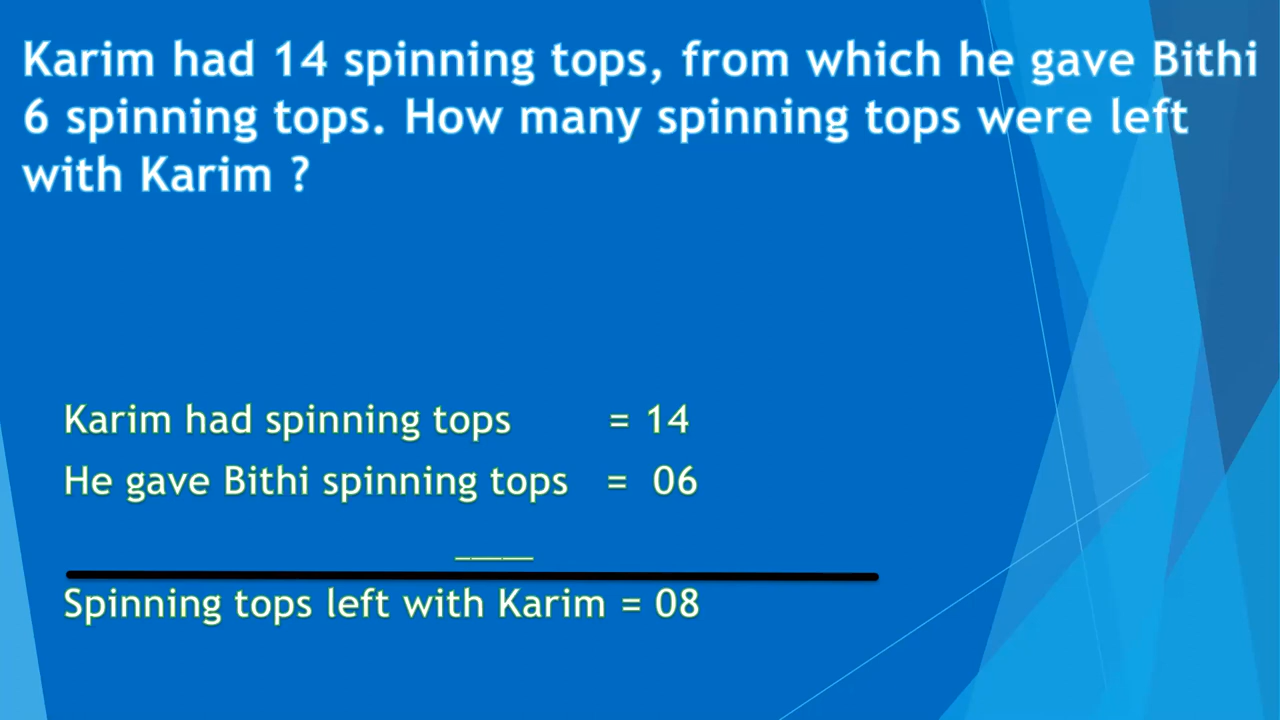 Karim had 14 spinning tops, from which he gave Bithi
6 spinning tops. How many spinning tops were left
with Karim ?
Karim had spinning tops = 14
He gave Bithi spinning tops = 06
_____
Spinning tops left with Karim = 08